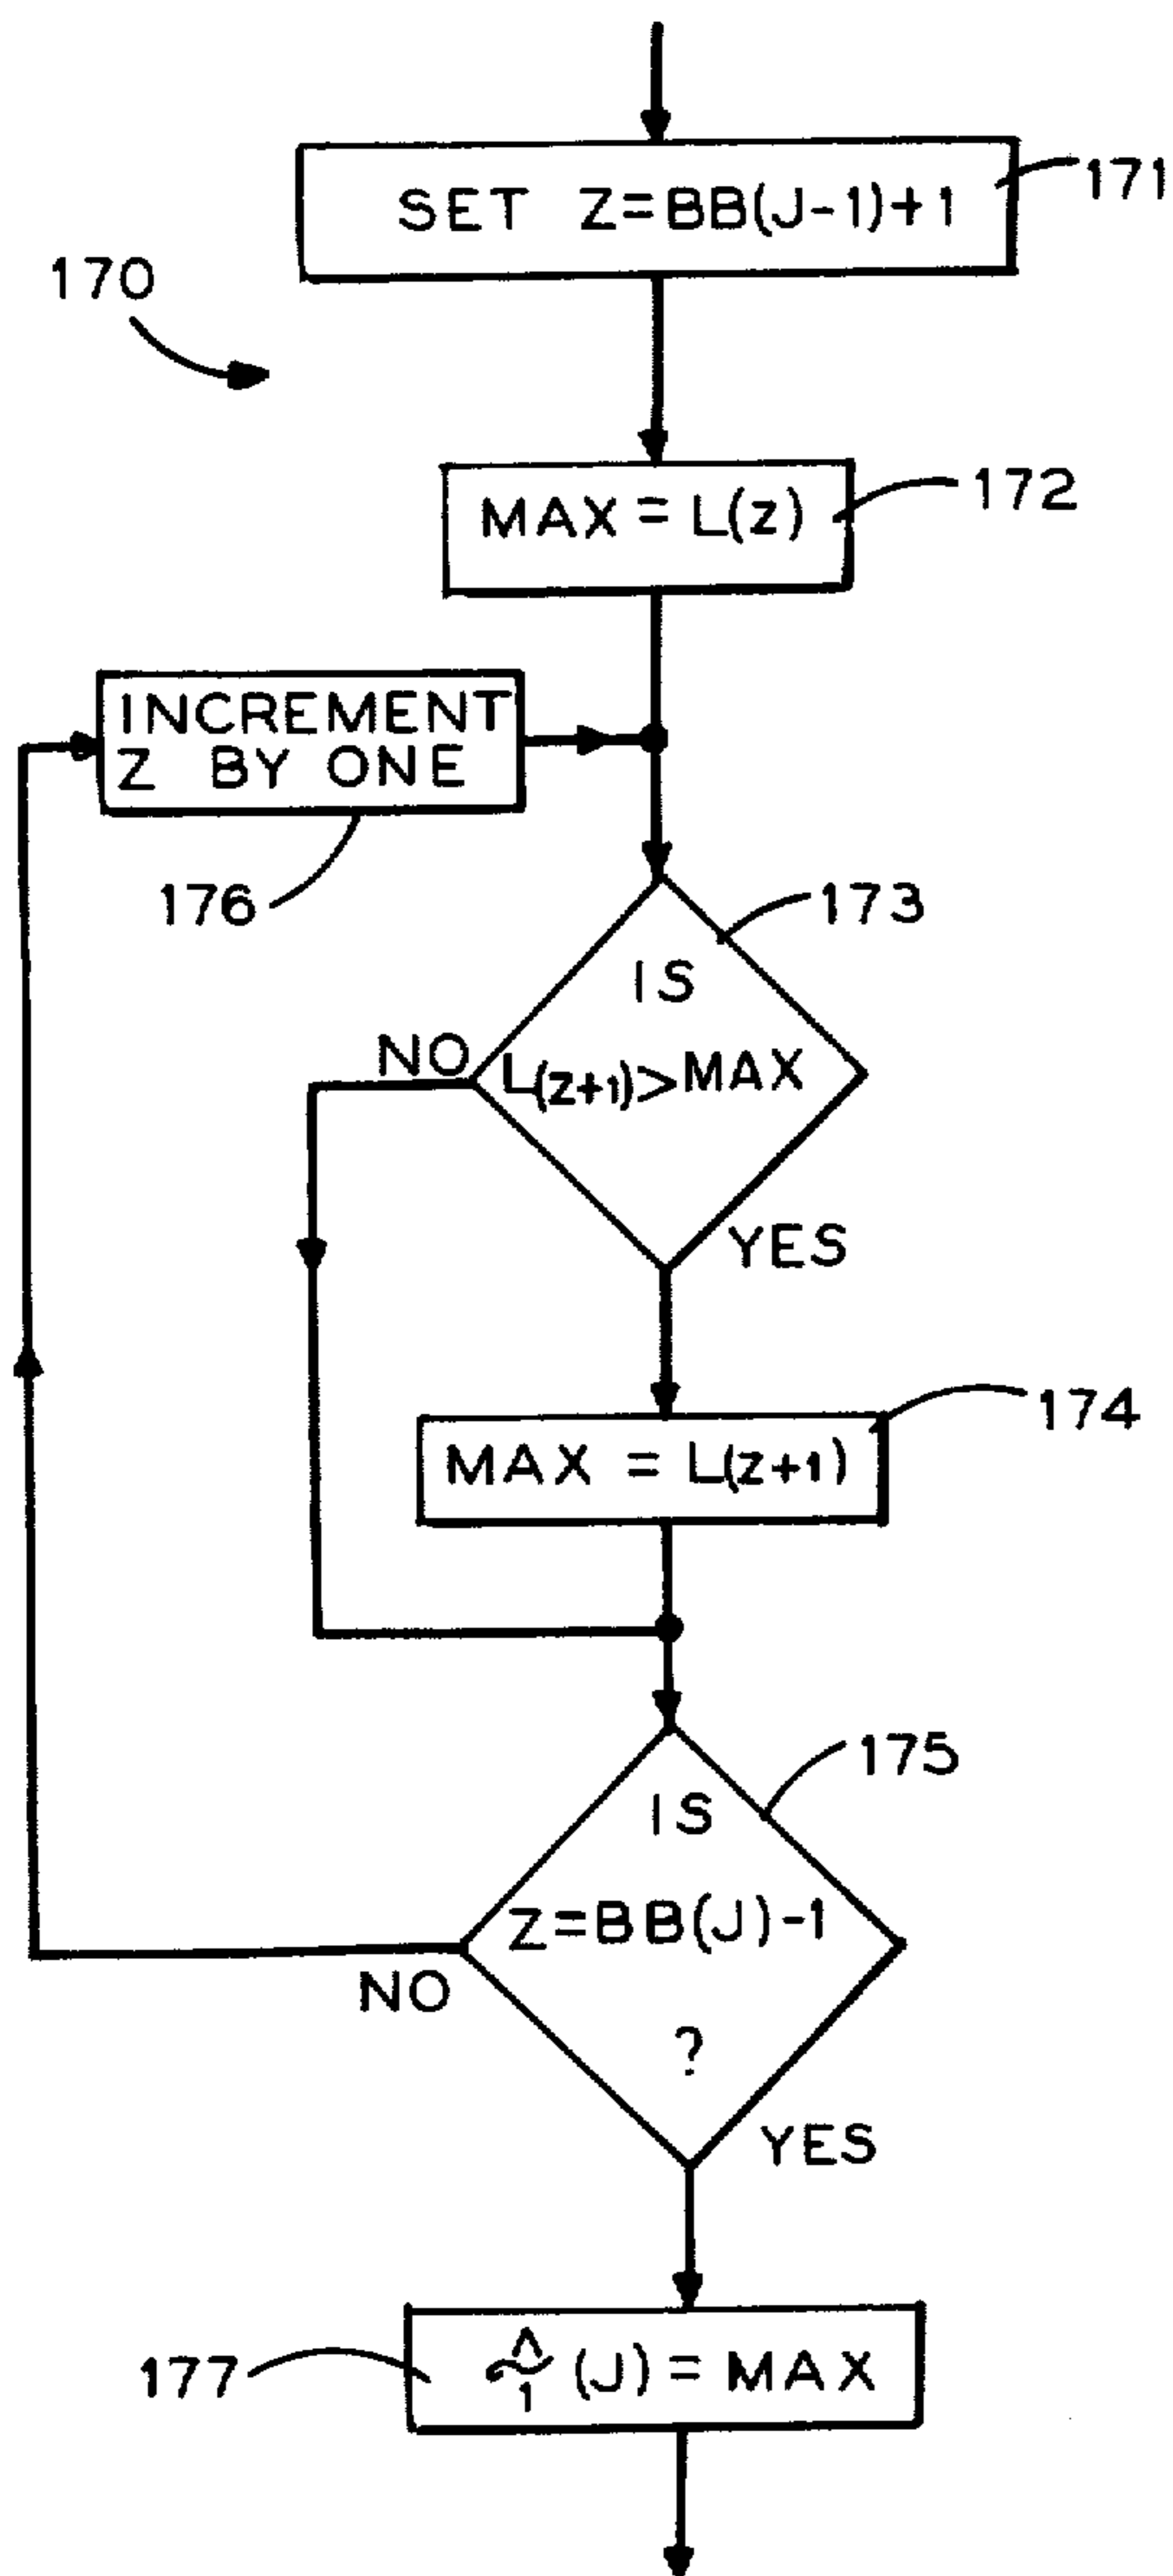 SET Z=BB(J-1)+1
171
170
MAX = L(z)
172
INCREMENT
Z BY ONE
176
173
IS
NO
L(z+1)>MAX
YES
174
MAX = L(z+1)
175
IS
Z=BB(J)-1
NO
?
YES
177
(J) = MAX
1